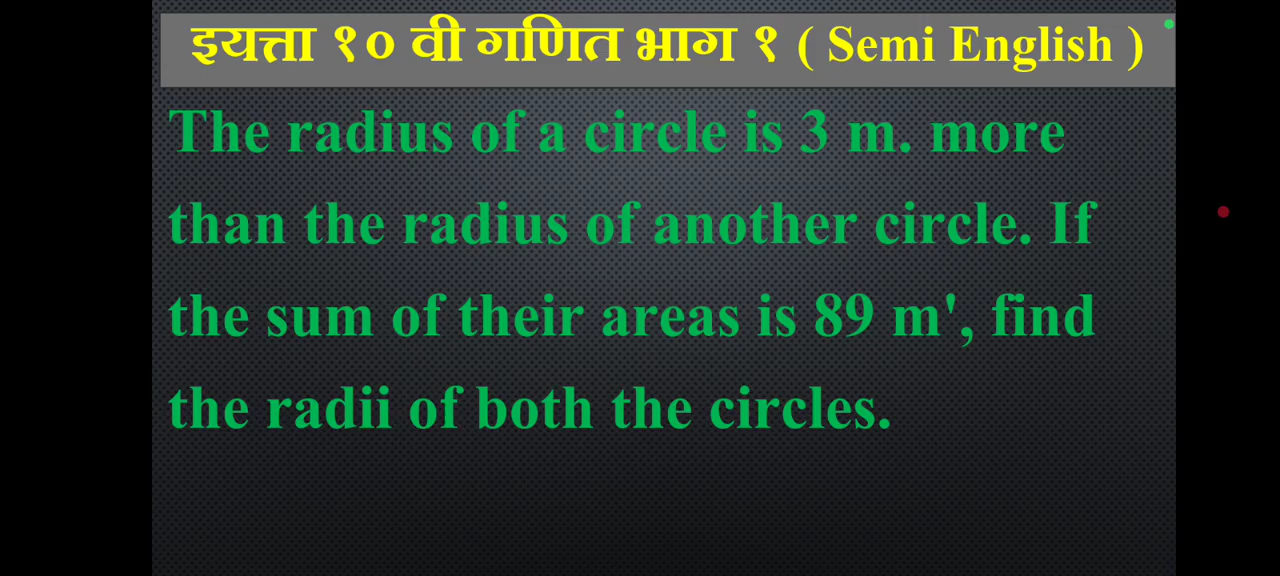 इयत्ता १० वी गणित भाग १ ( Semi English )
The radius of a circle is 3 m. more
than the radius of another circle. If
the sum of their areas is 89 m', find
the radii of both the circles.